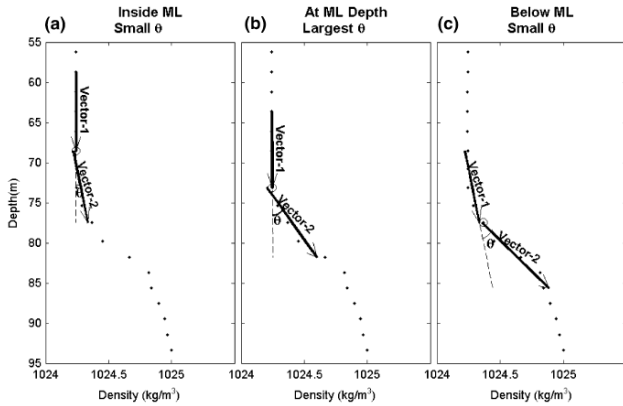 (a) Inside ML
Small θ
(b) At ML Depth
Largest θ
(c) Below ML
Small θ
Depth(m)
55
60
65
70
75
80
85
90
95
Vector-1
Vector-2
Vector-1
Vector-2
θ
Vector-1
Vector-2
θ
1024 1024.5 1025
1024 1024.5 1025
1024 1024.5 1025
Density (kg/m³)
Density (kg/m³)
Density (kg/m³)